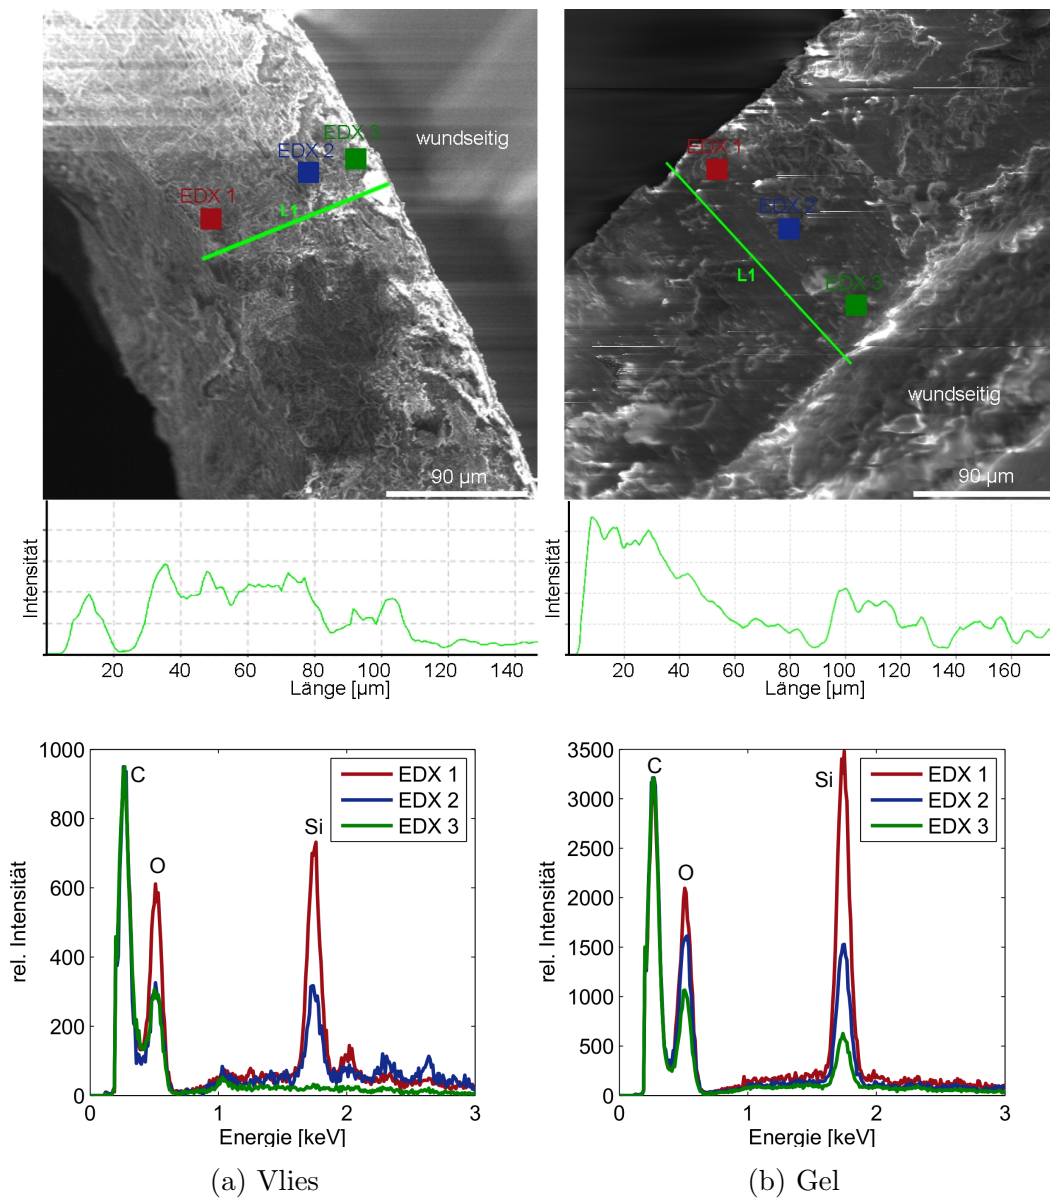 EDX 3
wundseitig
EDX 2
EDX 1
L1
90 µm
EDX 1
EDX 2
L1
EDX 3
wundseitig
90 µm
Intensität
20 40 60 80 100 120 140
Länge [µm]
Intensität
20 40 60 80 100 120 140 160
Länge [µm]
1000
800
600
400
200
0
rel. Intensität
C
O
Si
EDX 1
EDX 2
EDX 3
0 1 2 3
Energie [keV]
3500
3000
2500
2000
1500
1000
500
0
rel. Intensität
C
O
Si
EDX 1
EDX 2
EDX 3
0 1 2 3
Energie [keV]
(a) Vlies
(b) Gel